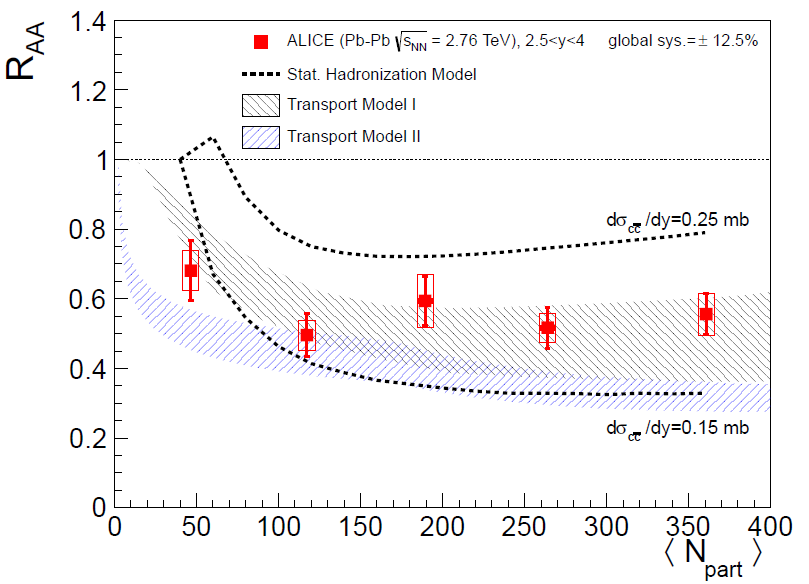 R_AA
1.4
1.2
1
0.8
0.6
0.4
0.2
0
ALICE (Pb-Pb √s_NN = 2.76 TeV), 2.5<y<4 global sys.=± 12.5%
Stat. Hadronization Model
Transport Model I
Transport Model II
dσ_cc̅ /dy=0.25 mb
dσ_cc̅ /dy=0.15 mb
0 50 100 150 200 250 300 350 400
⟨ N_part ⟩